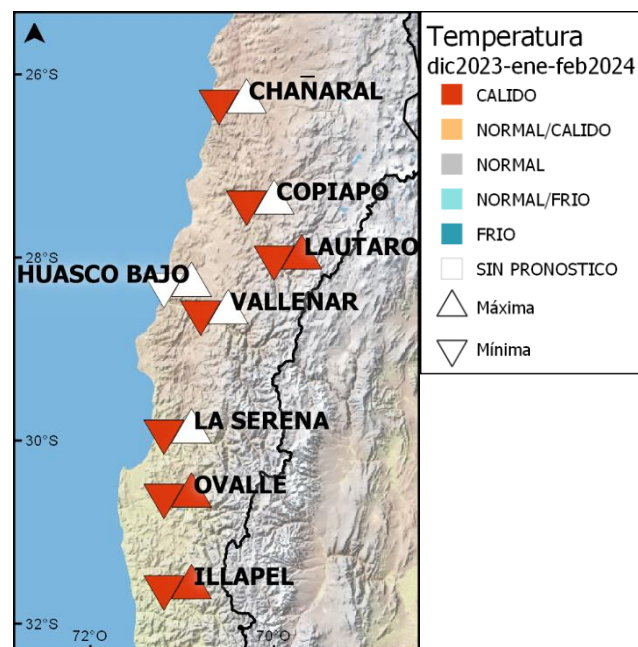 26°S
CHAÑARAL
COPIAPO
28°S
LAUTARO
HUASCO BAJO
VALLENAR
30°S
LA SERENA
OVALLE
ILLAPEL
32°S
72°O
70°O
Temperatura
dic2023-ene-feb2024
CALIDO
NORMAL/CALIDO
NORMAL
NORMAL/FRIO
FRIO
SIN PRONOSTICO
Máxima
Mínima